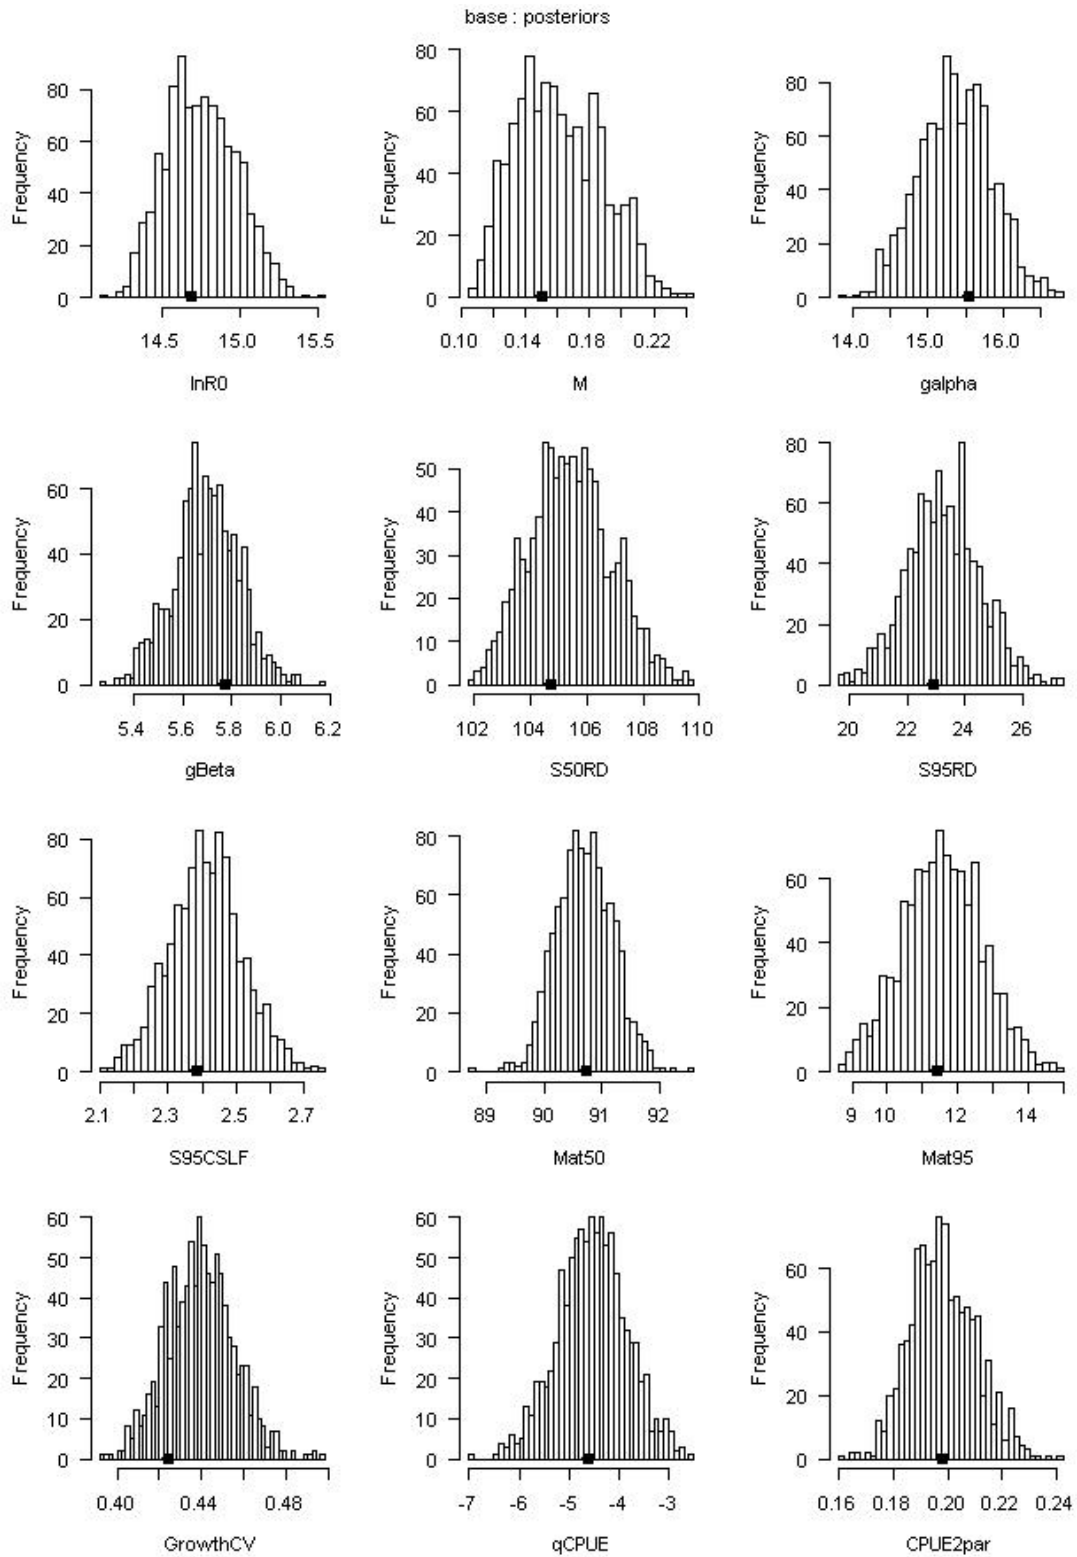 base : posteriors
Frequency
0 20 40 60 80
14.5 15.0 15.5
lnR0
Frequency
0 20 40 60 80
0.10 0.14 0.18 0.22
M
Frequency
0 20 40 60 80
14.0 15.0 16.0
galpha
Frequency
0 20 40 60
5.4 5.6 5.8 6.0 6.2
gBeta
Frequency
0 10 20 30 40 50
102 104 106 108 110
S50RD
Frequency
0 20 40 60 80
20 22 24 26
S95RD
Frequency
0 20 40 60 80
2.1 2.3 2.5 2.7
S95CSLF
Frequency
0 20 40 60 80
89 90 91 92
Mat50
Frequency
0 20 40 60
9 10 12 14
Mat95
Frequency
0 10 20 30 40 50 60
0.40 0.44 0.48
GrowthCV
Frequency
0 10 20 30 40 50 60
-7 -6 -5 -4 -3
qCPUE
Frequency
0 20 40 60
0.16 0.18 0.20 0.22 0.24
CPUE2par